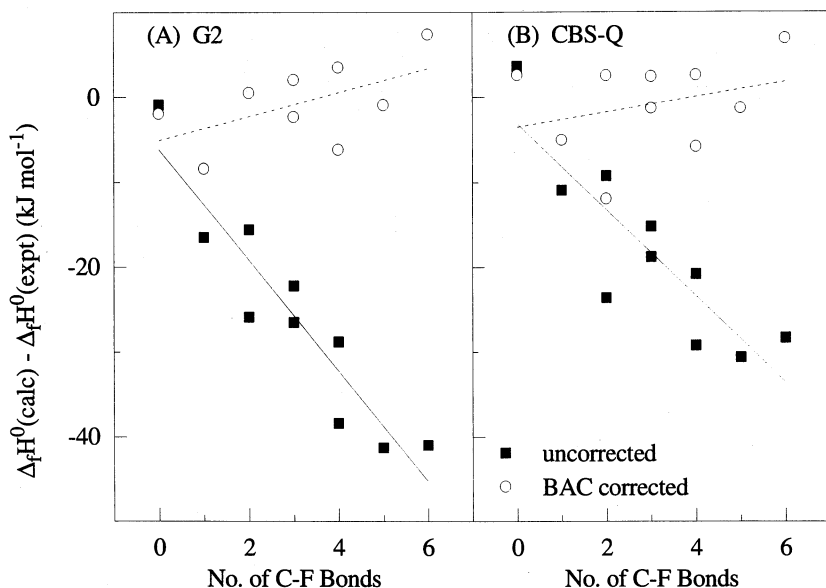 (A) G2
(B) CBS-Q
ΔfH⁰(calc) - ΔfH⁰(expt) (kJ mol⁻¹)
0
-20
-40
uncorrected
BAC corrected
0 2 4 6
0 2 4 6
No. of C-F Bonds
No. of C-F Bonds